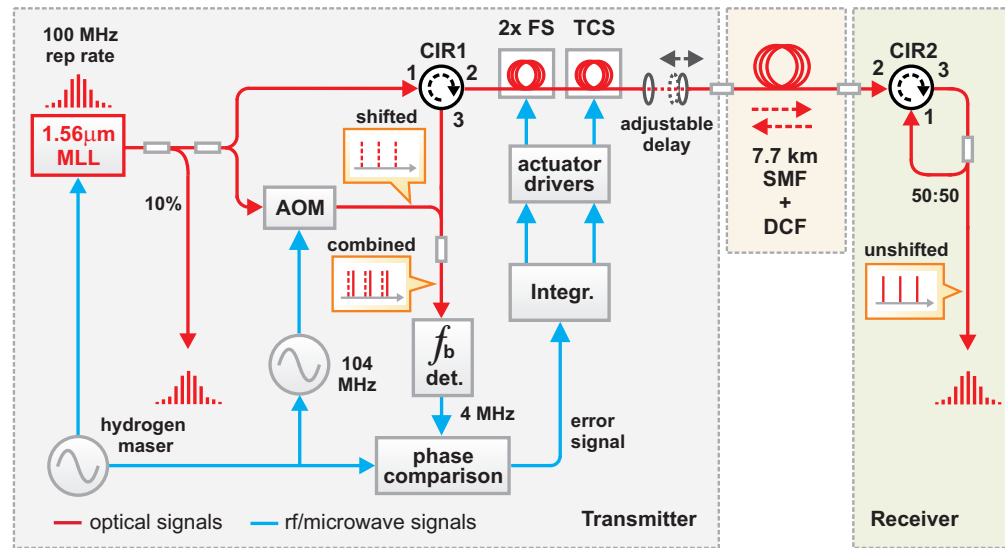 100 MHz
rep rate
1.56μm
MLL
10%
hydrogen
maser
AOM
104
MHz
shifted
combined
CIR1
1
2
3
fb
det.
4 MHz
phase
comparison
error
signal
Integr.
actuator
drivers
2x FS
TCS
adjustable
delay
7.7 km
SMF
+
DCF
CIR2
2
3
1
50:50
unshifted
optical signals
rf/microwave signals
Transmitter
Receiver